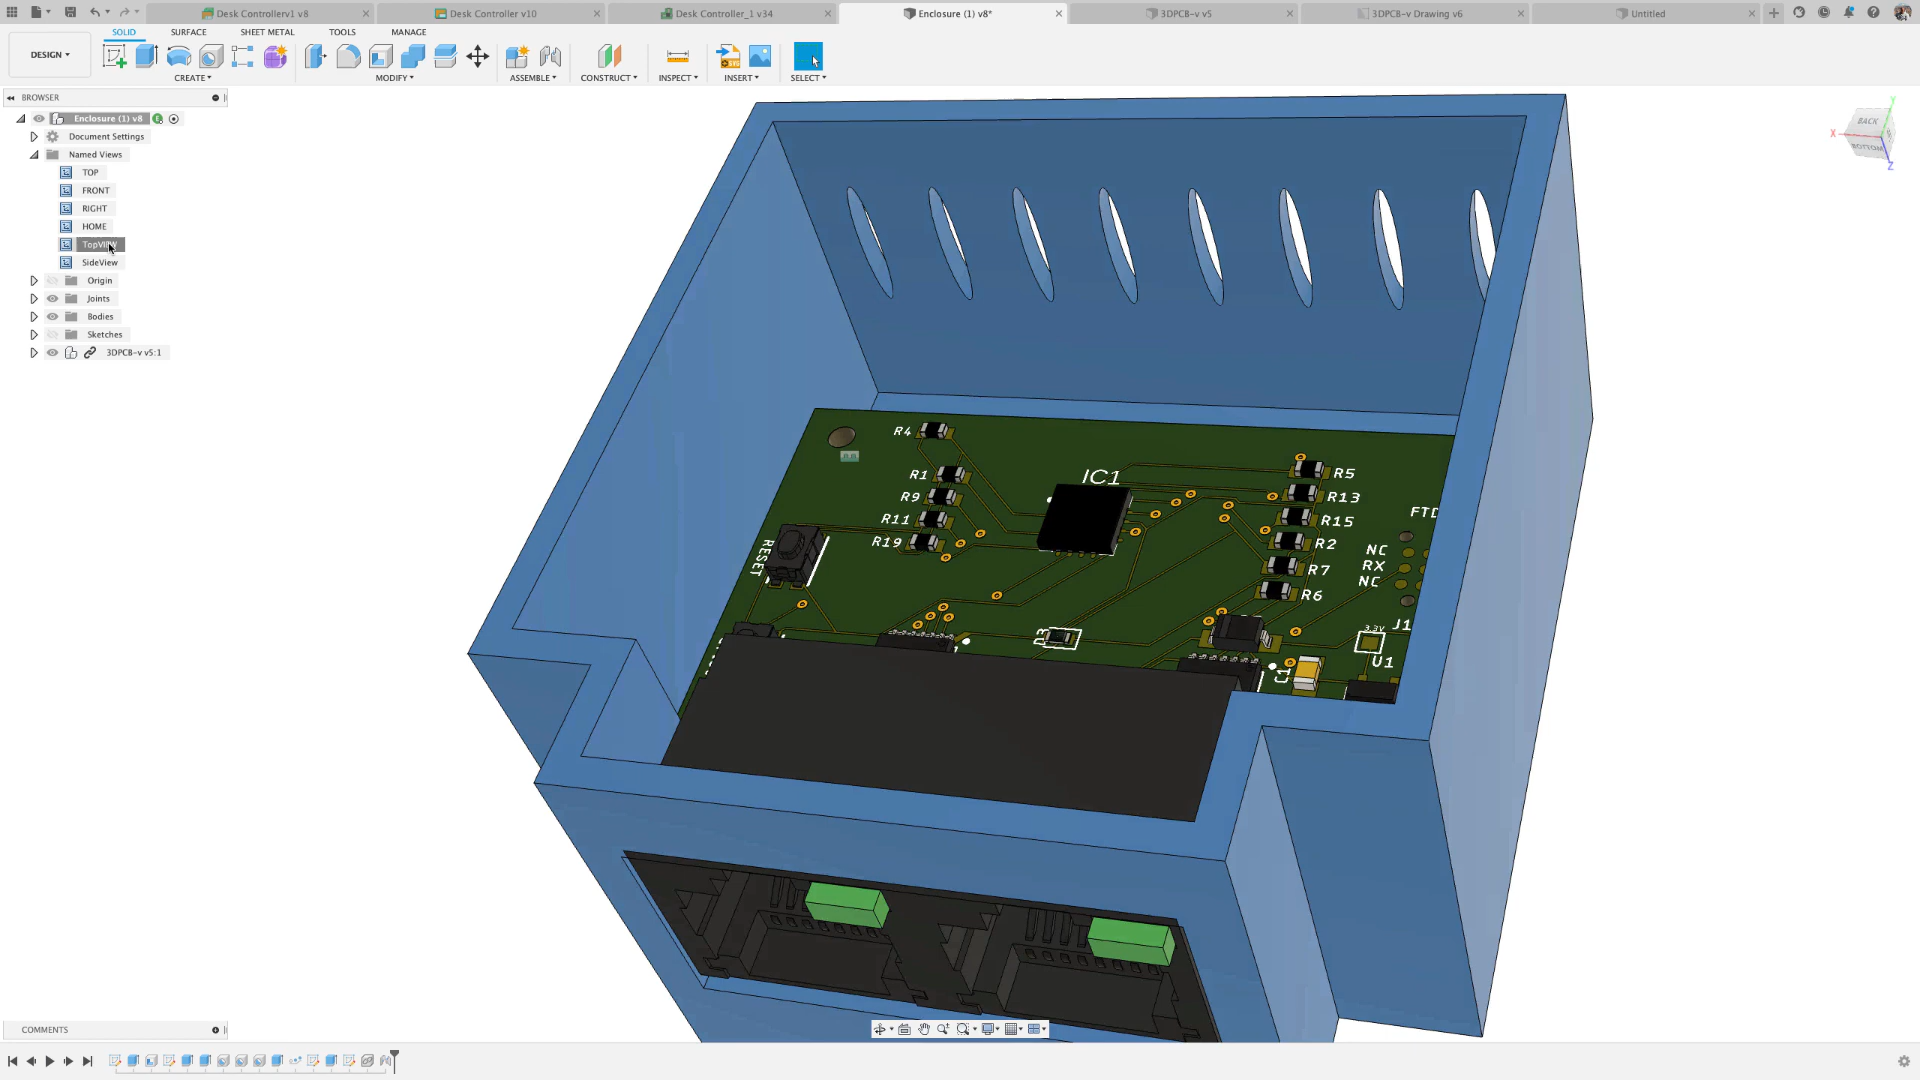 Desk Controllerv1 v8
Desk Controller v10
Desk Controller_1 v34
Enclosure (1) v8*
3DPCB-v v5
3DPCB-v Drawing v6
Untitled
DESIGN
SOLID
SURFACE
SHEET METAL
TOOLS
MANAGE
CREATE
MODIFY
ASSEMBLE
CONSTRUCT
INSPECT
INSERT
SELECT
BROWSER
Enclosure (1) v8
Document Settings
Named Views
TOP
FRONT
RIGHT
HOME
TopVIEW
SideView
Origin
Joints
Bodies
Sketches
3DPCB-v v5:1
BACK
BOTTOM
X
Y
Z
R4
R1
R9
R11
R19
IC1
R5
R13
R15
R2
R7
R6
FTD
NC
RX
NC
RESET
J1
3.3V
U1
C1
COMMENTS